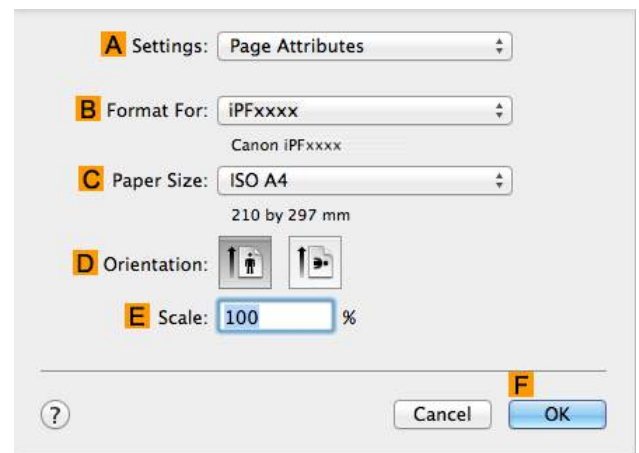 A Settings: Page Attributes
B Format For: iPFxxxx
Canon iPFxxxx
C Paper Size: ISO A4
210 by 297 mm
D Orientation:
E Scale: 100 %
F
? Cancel OK